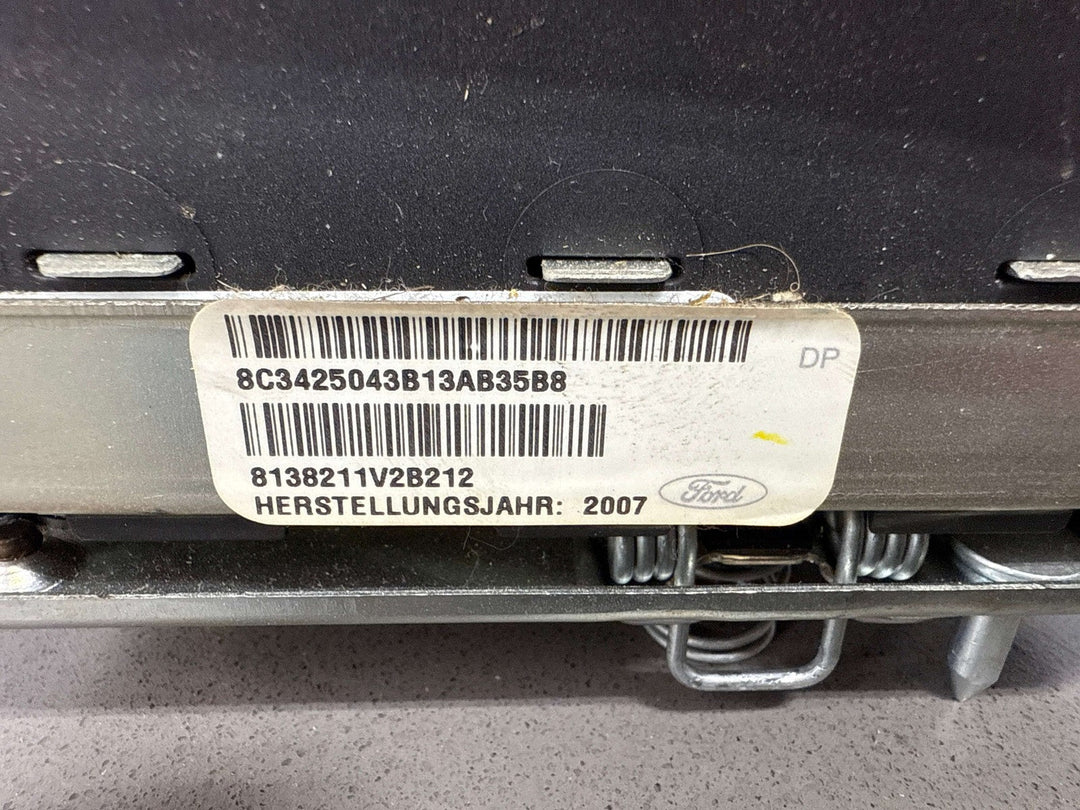 DP
8C3425043B13AB35B8
8138211V2B212
HERSTELLUNGSJAHR: 2007
Ford